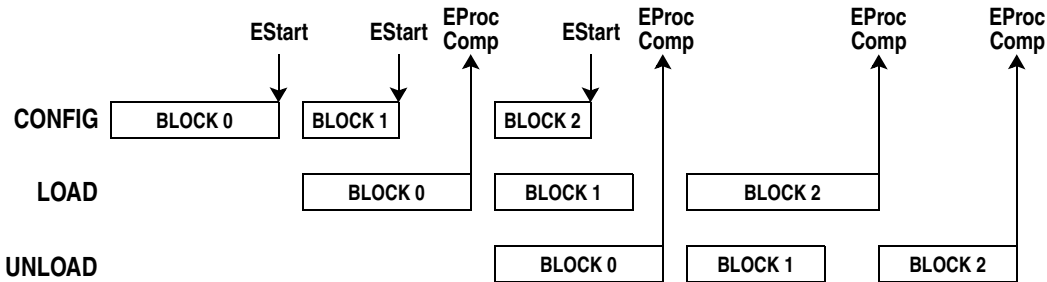 EStart
EStart
EProc
Comp
EStart
EProc
Comp
EProc
Comp
EProc
Comp
CONFIG
BLOCK 0
BLOCK 1
BLOCK 2
LOAD
BLOCK 0
BLOCK 1
BLOCK 2
UNLOAD
BLOCK 0
BLOCK 1
BLOCK 2